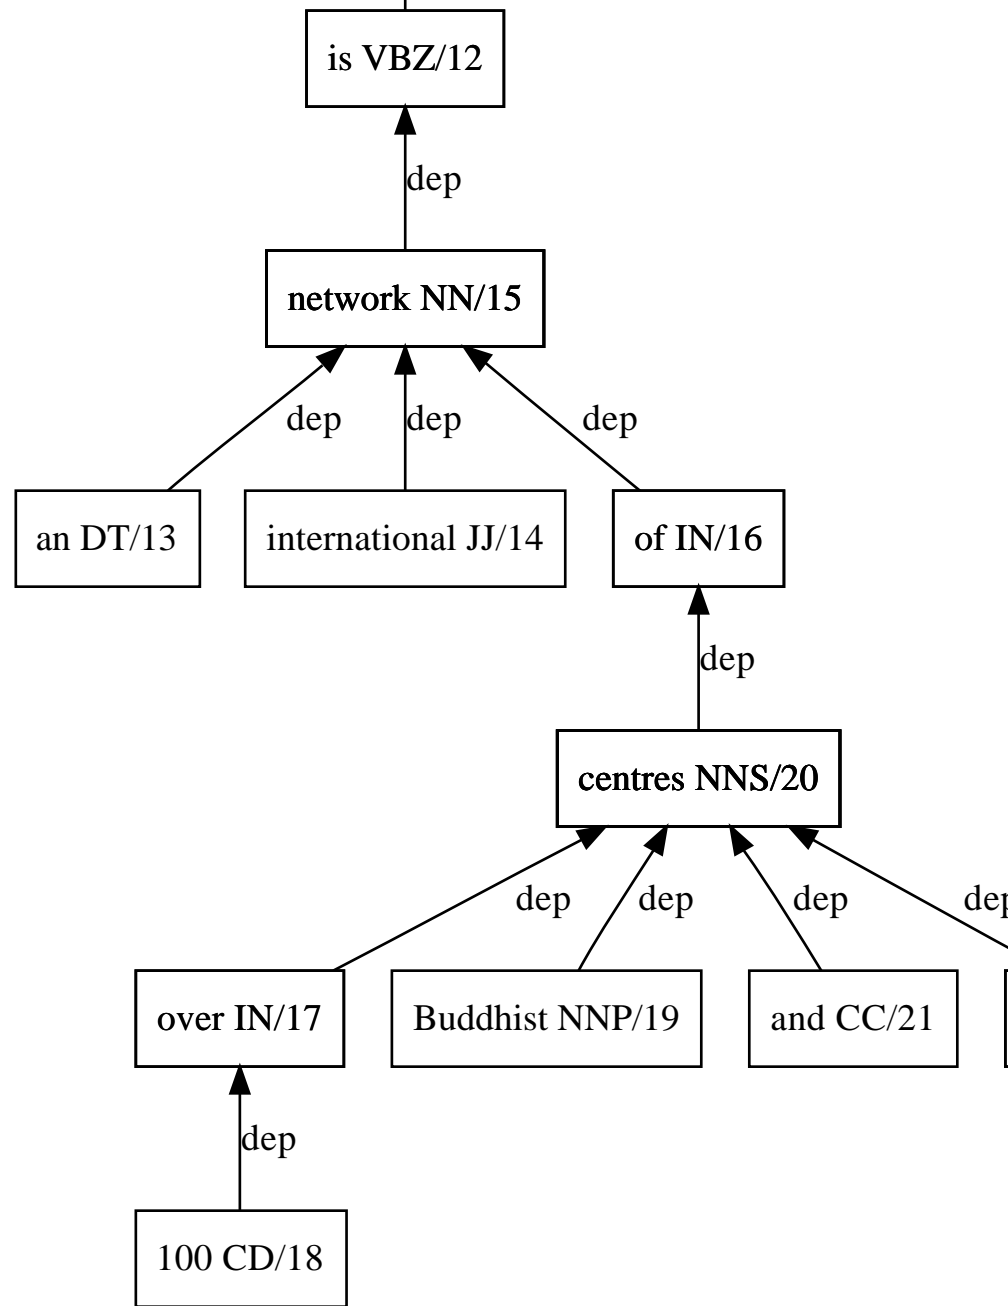 is VBZ/12
dep
network NN/15
dep dep dep
an DT/13 international JJ/14 of IN/16
dep
centres NNS/20
dep dep dep dep
over IN/17 Buddhist NNP/19 and CC/21
dep
100 CD/18